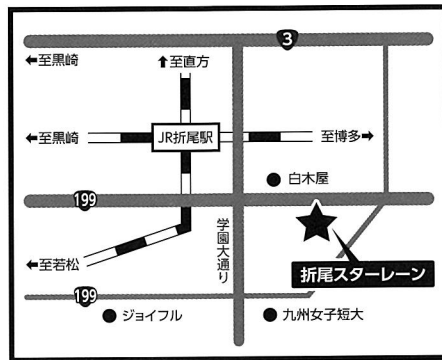 3
←至黒崎
↑至直方
←至黒崎
JR折尾駅
至博多→
白木屋
199
学園大通り
←至若松
折尾スターレーン
199
ジョイフル
九州女子短大